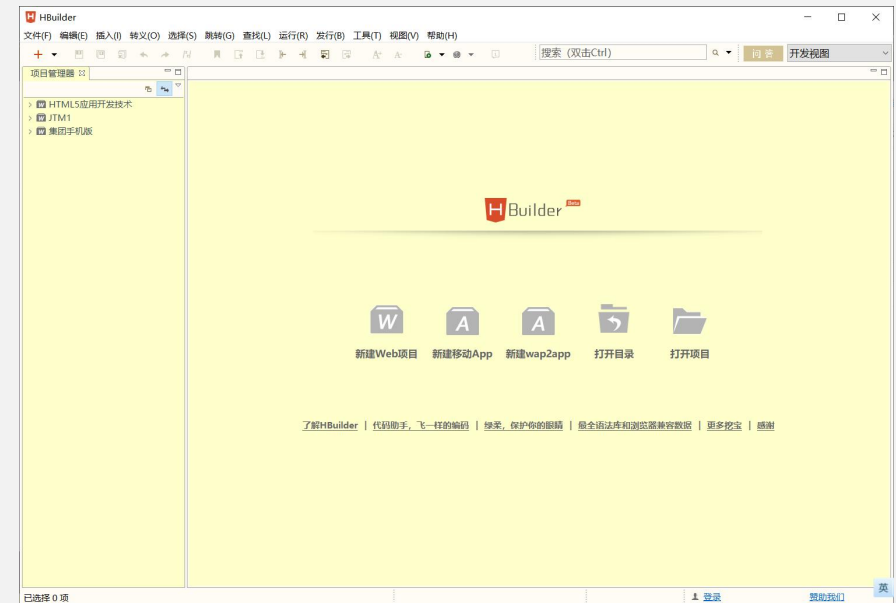 HBuilder
文件(F) 编辑(E) 插入(I) 转义(O) 选择(S) 跳转(G) 查找(L) 运行(R) 发行(B) 工具(T) 视图(V) 帮助(H)
搜索（双击Ctrl） 问答 开发视图
项目管理器
HTML5应用开发技术
JTM1
集团手机版
HBuilder Beta
W A A
新建Web项目 新建移动App 新建wap2app 打开目录 打开项目
了解HBuilder | 代码助手，飞一样的编码 | 绿柔，保护你的眼睛 | 最全语法库和浏览器兼容数据 | 更多挖宝 | 感谢
英
已选择 0 项 登录 赞助我们